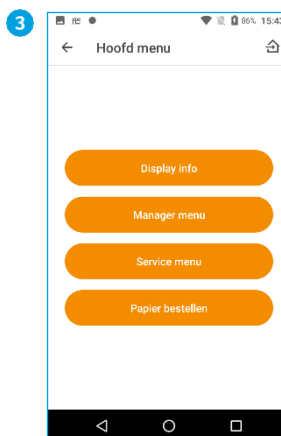 3
86% 15:43
Hoofd menu
Display info
Manager menu
Service menu
Papier bestellen